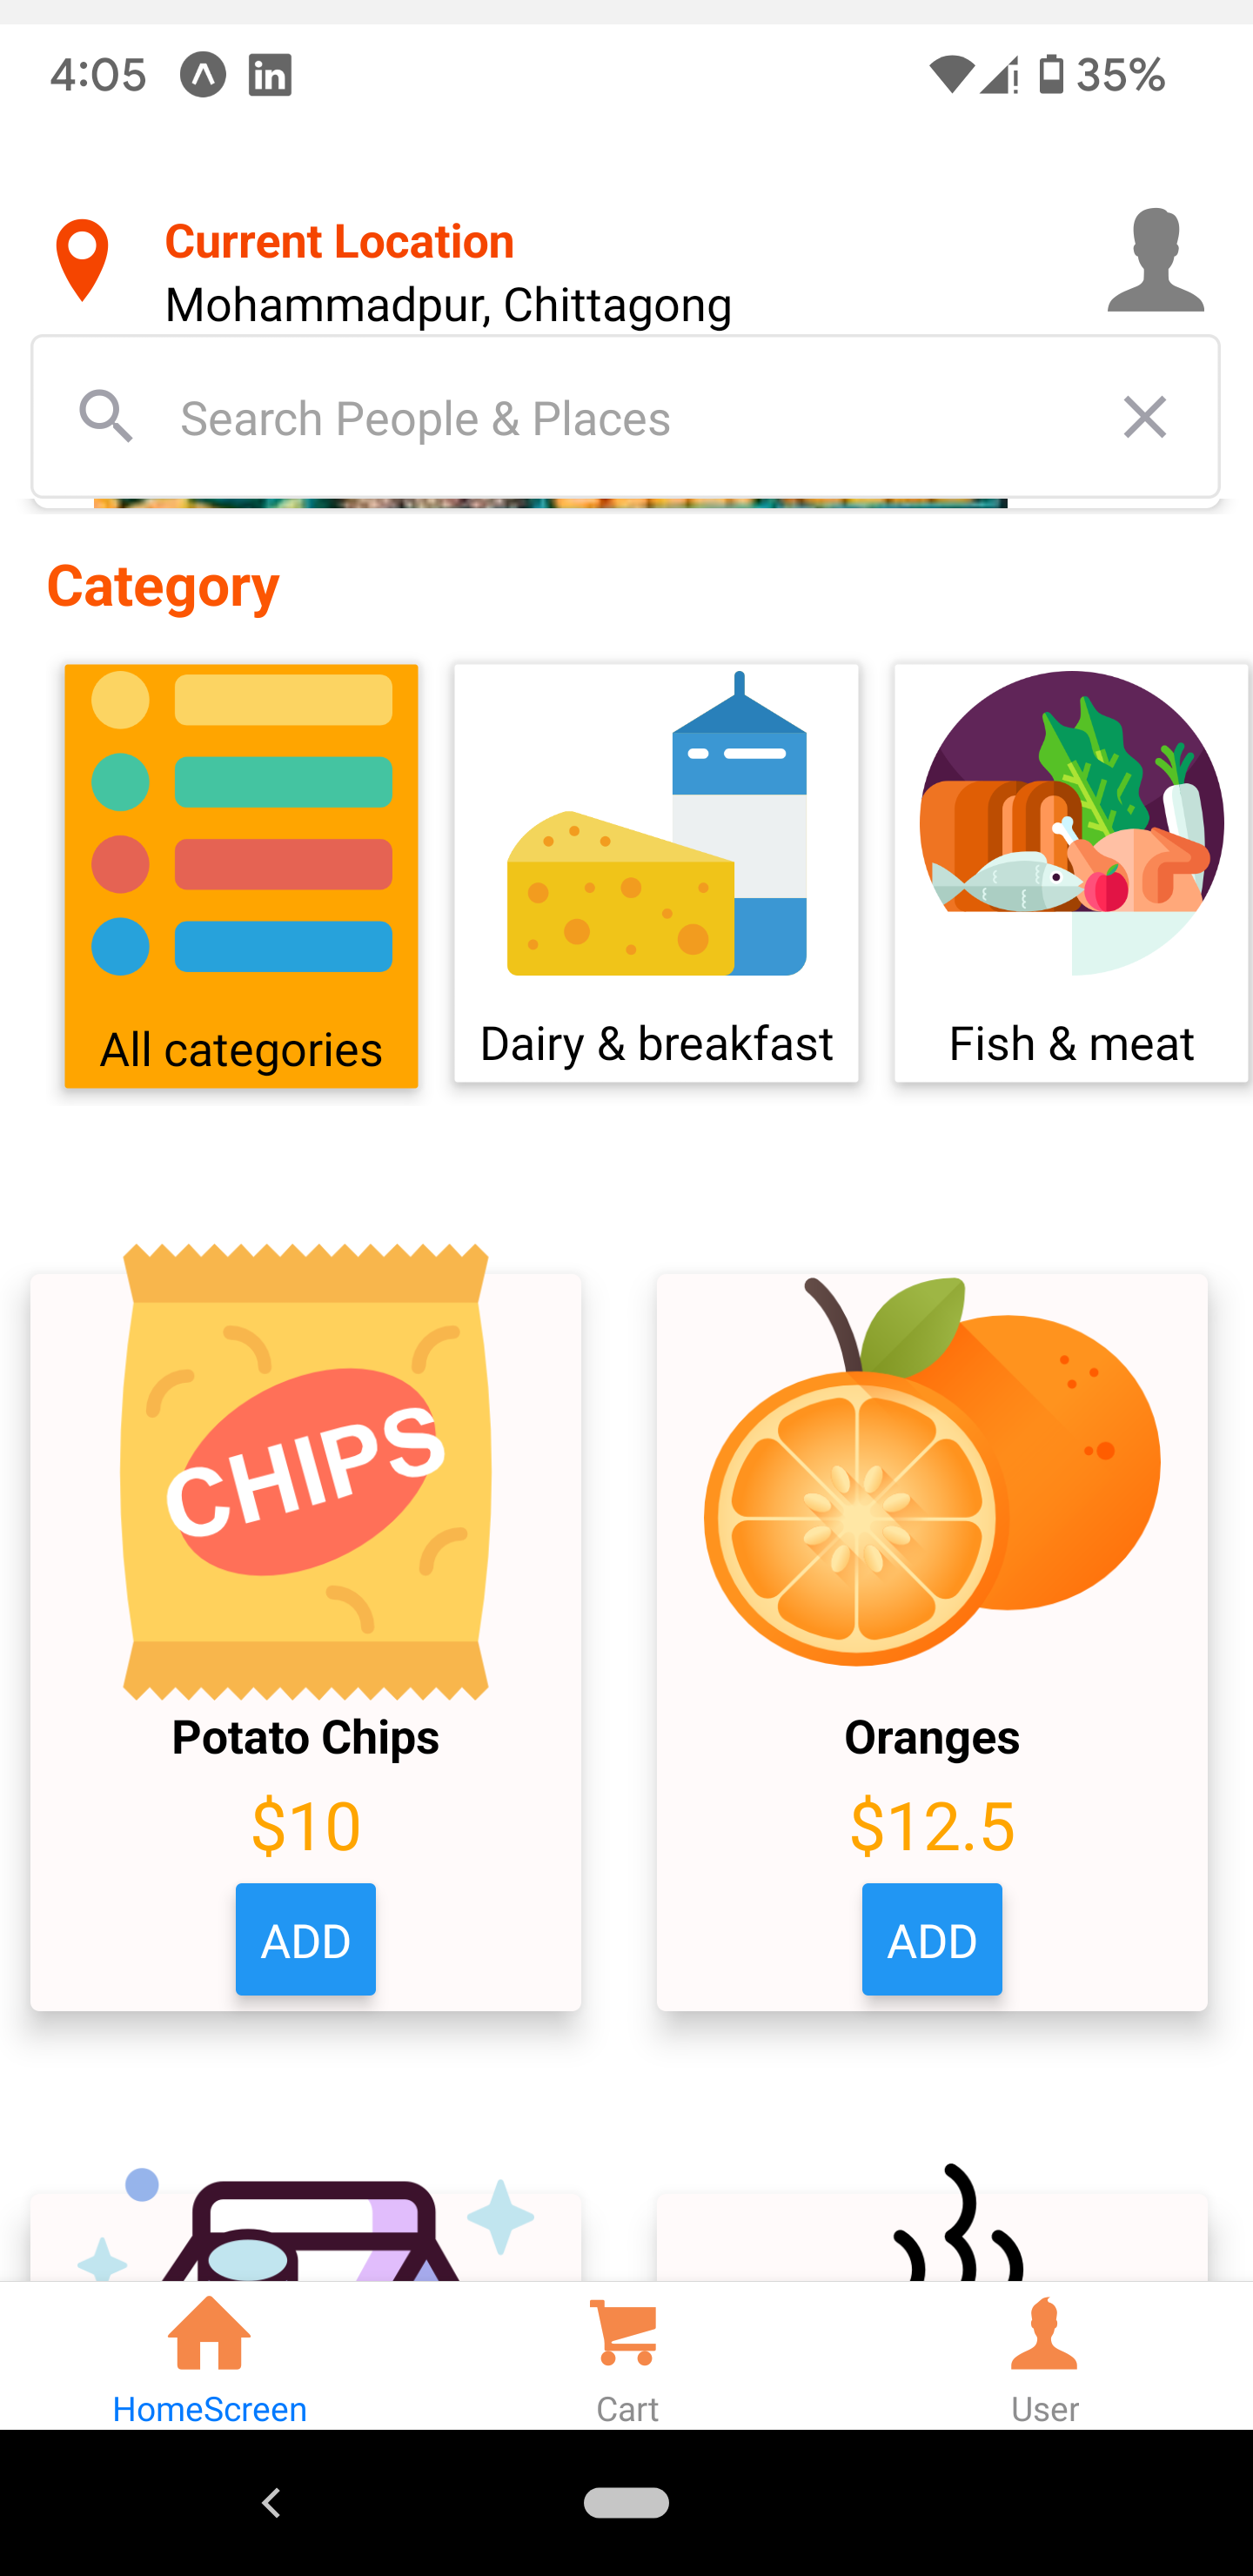 4:05 in 35%
Current Location
Mohammadpur, Chittagong
Search People & Places
Category
All categories
Dairy & breakfast
Fish & meat
CHIPS
Potato Chips
Oranges
$10
$12.5
ADD
ADD
HomeScreen
Cart
User